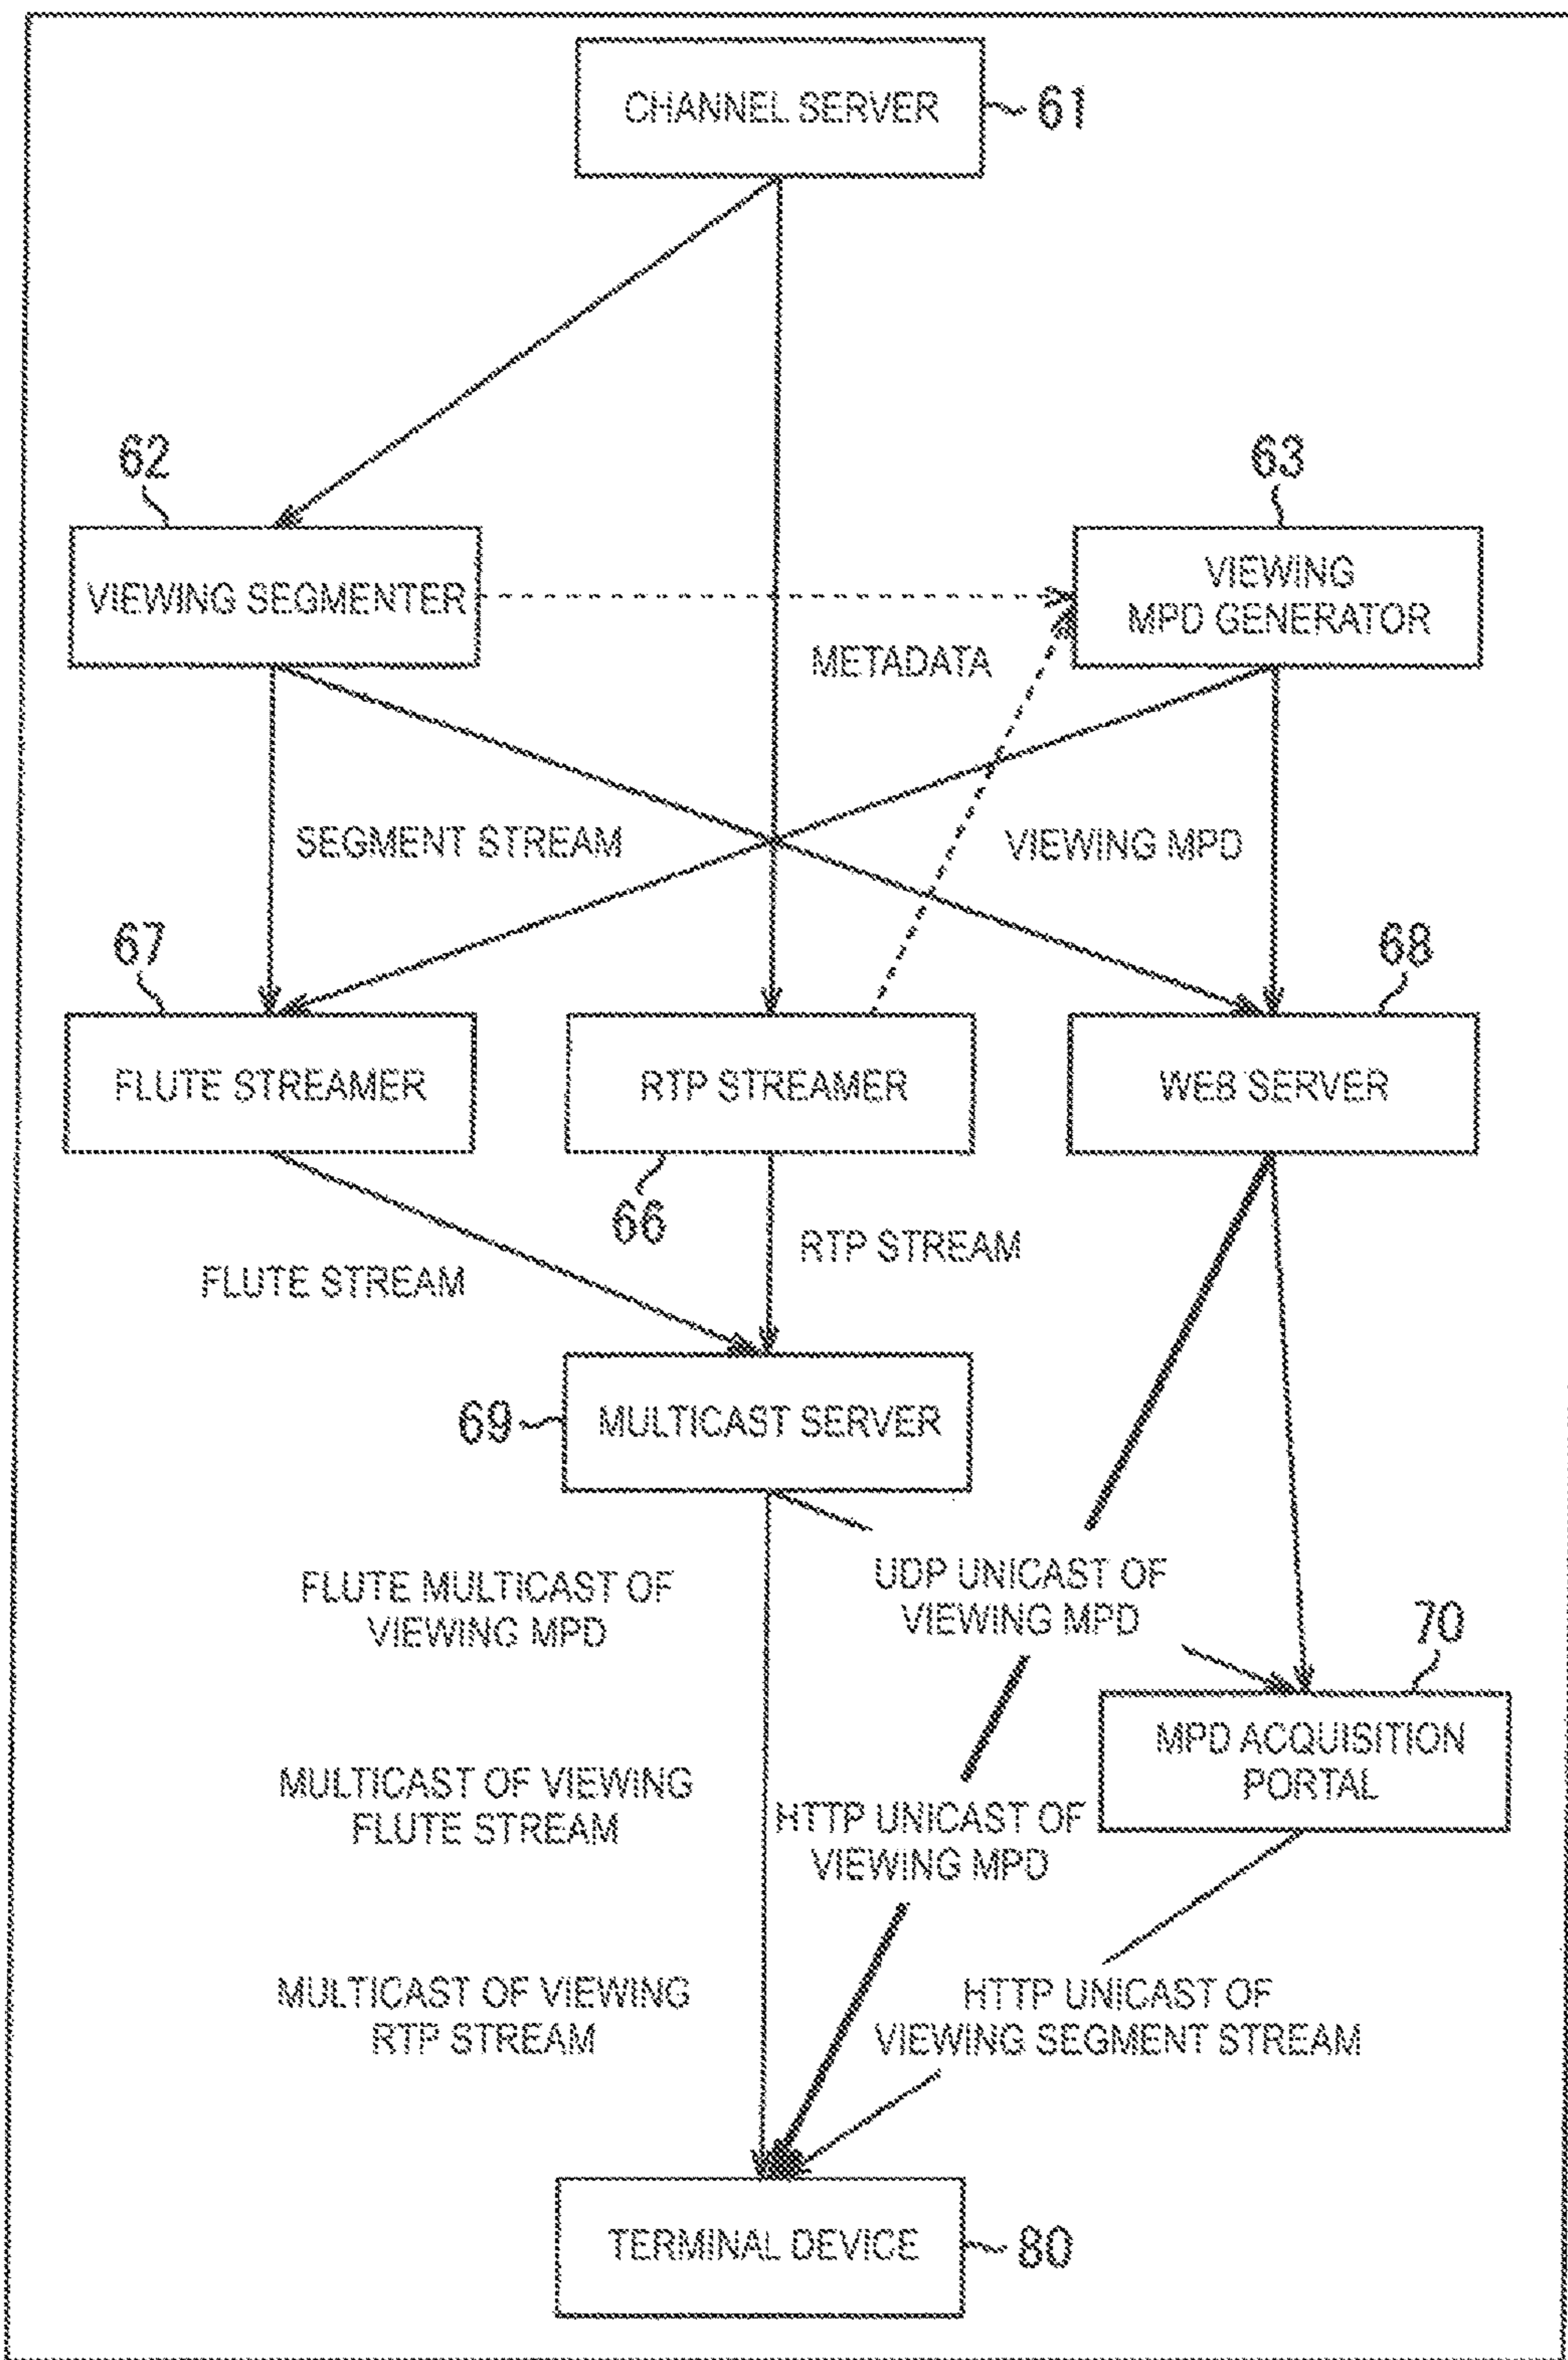 CHANNEL SERVER
61
62
63
VIEWING SEGMENTER
VIEWING
MPD GENERATOR
METADATA
SEGMENT STREAM
VIEWING MPD
67
68
FLUTE STREAMER
RTP STREAMER
WEB SERVER
66
RTP STREAM
FLUTE STREAM
69
MULTICAST SERVER
FLUTE MULTICAST OF
VIEWING MPD
UDP UNICAST OF
VIEWING MPD
70
MPD ACQUISITION
PORTAL
MULTICAST OF VIEWING
FLUTE STREAM
HTTP UNICAST OF
VIEWING MPD
MULTICAST OF VIEWING
RTP STREAM
HTTP UNICAST OF
VIEWING SEGMENT STREAM
TERMINAL DEVICE
80